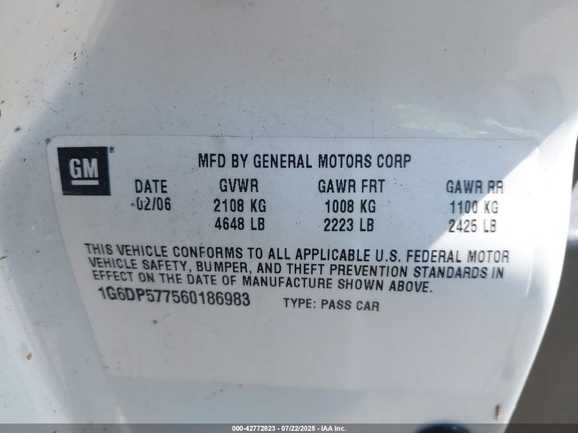 GM
MFD BY GENERAL MOTORS CORP
DATE GVWR GAWR FRT GAWR RR
-02/06 2108 KG 1008 KG 1100 KG
4648 LB 2223 LB 2425 LB
THIS VEHICLE CONFORMS TO ALL APPLICABLE U.S. FEDERAL MOTOR
VEHICLE SAFETY, BUMPER, AND THEFT PREVENTION STANDARDS IN
EFFECT ON THE DATE OF MANUFACTURE SHOWN ABOVE.
1G6DP577560186983 TYPE: PASS CAR
000-42772823 - 07/22/2025 - IAA Inc.